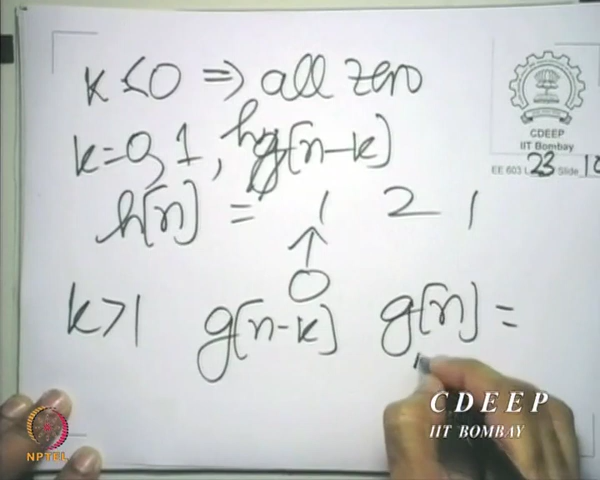 k<0 => all zero
k=0,1, h[n-k]
h[n] = 1 2 1
↑
0
k>1 g[n-k] g[n] =
CDEEP
IIT Bombay
EE 603 L 23 Slide 10
CDEEP
IIT BOMBAY
NPTEL